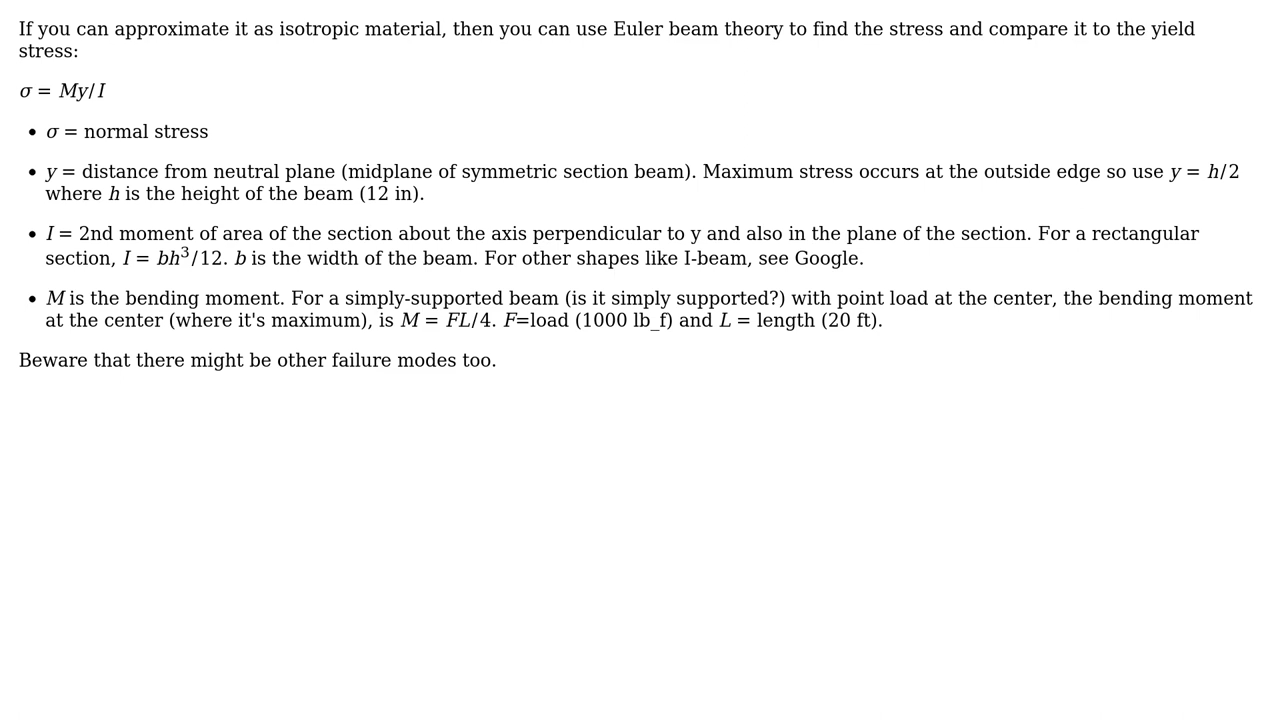 If you can approximate it as isotropic material, then you can use Euler beam theory to find the stress and compare it to the yield
stress:
σ = My/I
• σ = normal stress
• y = distance from neutral plane (midplane of symmetric section beam). Maximum stress occurs at the outside edge so use y = h/2
where h is the height of the beam (12 in).
• I = 2nd moment of area of the section about the axis perpendicular to y and also in the plane of the section. For a rectangular
section, I = bh³/12. b is the width of the beam. For other shapes like I-beam, see Google.
• M is the bending moment. For a simply-supported beam (is it simply supported?) with point load at the center, the bending moment
at the center (where it's maximum), is M = FL/4. F=load (1000 lb_f) and L = length (20 ft).
Beware that there might be other failure modes too.